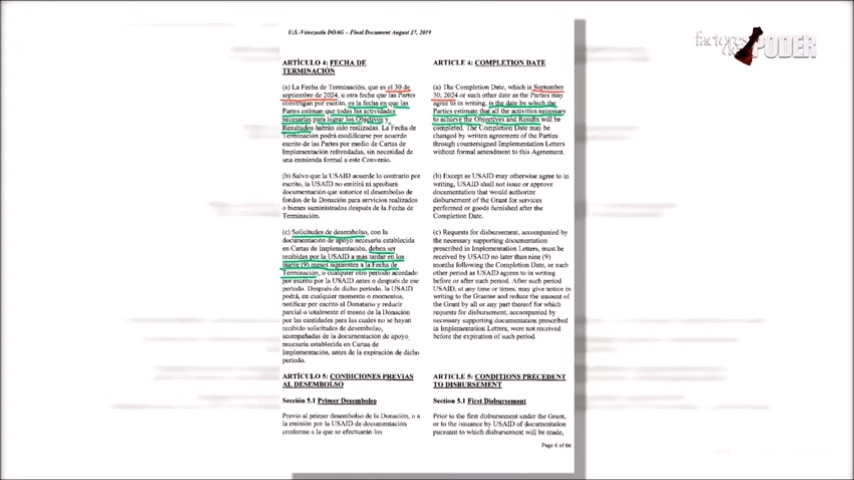 factores
PODER
U.S.-Venezuela DOAG – Final Document August 27, 2019
ARTÍCULO 4: FECHA DE
TERMINACIÓN
(a) La Fecha de Terminación, que es el 30 de
septiembre de 2024, u otra fecha que las Partes
convengan por escrito, es la fecha en que las
Partes estiman que todas las actividades
necesarias para lograr los Objetivos y
Resultados habrán sido realizadas. La Fecha de
Terminación podrá modificarse por acuerdo
escrito de las Partes por medio de Cartas de
Implementación refrendadas, sin necesidad de
una enmienda formal a este Convenio.
(b) Salvo que la USAID acuerde lo contrario por
escrito, la USAID no emitirá ni aprobará
documentación que autorice el desembolso de
fondos de la Donación para servicios realizados
o bienes suministrados después de la Fecha de
Terminación.
(c) Solicitudes de desembolso, con la
documentación de apoyo necesaria establecida
en Cartas de Implementación, deben ser
recibidas por la USAID a más tardar en los
nueve (9) meses siguientes a la Fecha de
Terminación, o cualquier otro período acordado
por escrito por la USAID antes o después de ese
período. Después de dicho período, la USAID
podrá, en cualquier momento o momentos,
notificar por escrito al Donatario y reducir
parcial o totalmente el monto de la Donación
por las cantidades para las cuales no se hayan
recibido solicitudes de desembolso,
acompañadas de la documentación de apoyo
necesaria establecida en Cartas de
Implementación, antes de la expiración de dicho
período.
ARTÍCULO 5: CONDICIONES PREVIAS
AL DESEMBOLSO
Sección 5.1 Primer Desembolso
Previo al primer desembolso de la Donación, o a
la emisión por la USAID de documentación
conforme a la que se efectuarán los
ARTICLE 4: COMPLETION DATE
(a) The Completion Date, which is September
30, 2024 or such other date as the Parties may
agree to in writing, is the date by which the
Parties estimate that all the activities necessary
to achieve the Objectives and Results will be
completed. The Completion Date may be
changed by written agreement of the Parties
through countersigned Implementation Letters
without formal amendment to this Agreement.
(b) Except as USAID may otherwise agree to in
writing, USAID shall not issue or approve
documentation that would authorize
disbursement of the Grant for services
performed or goods furnished after the
Completion Date.
(c) Requests for disbursement, accompanied by
the necessary supporting documentation
prescribed in Implementation Letters, must be
received by USAID no later than nine (9)
months following the Completion Date, or such
other period as USAID agrees to in writing
before or after such period. After such period
USAID, at any time or times, may give notice in
writing to the Grantee and reduce the amount of
the Grant by all or any part thereof for which
requests for disbursement, accompanied by
necessary supporting documentation prescribed
in Implementation Letters, were not received
before the expiration of such period.
ARTICLE 5: CONDITIONS PRECEDENT
TO DISBURSEMENT
Section 5.1 First Disbursement
Prior to the first disbursement under the Grant,
or to the issuance by USAID of documentation
pursuant to which disbursement will be made,
Page 6 of 66